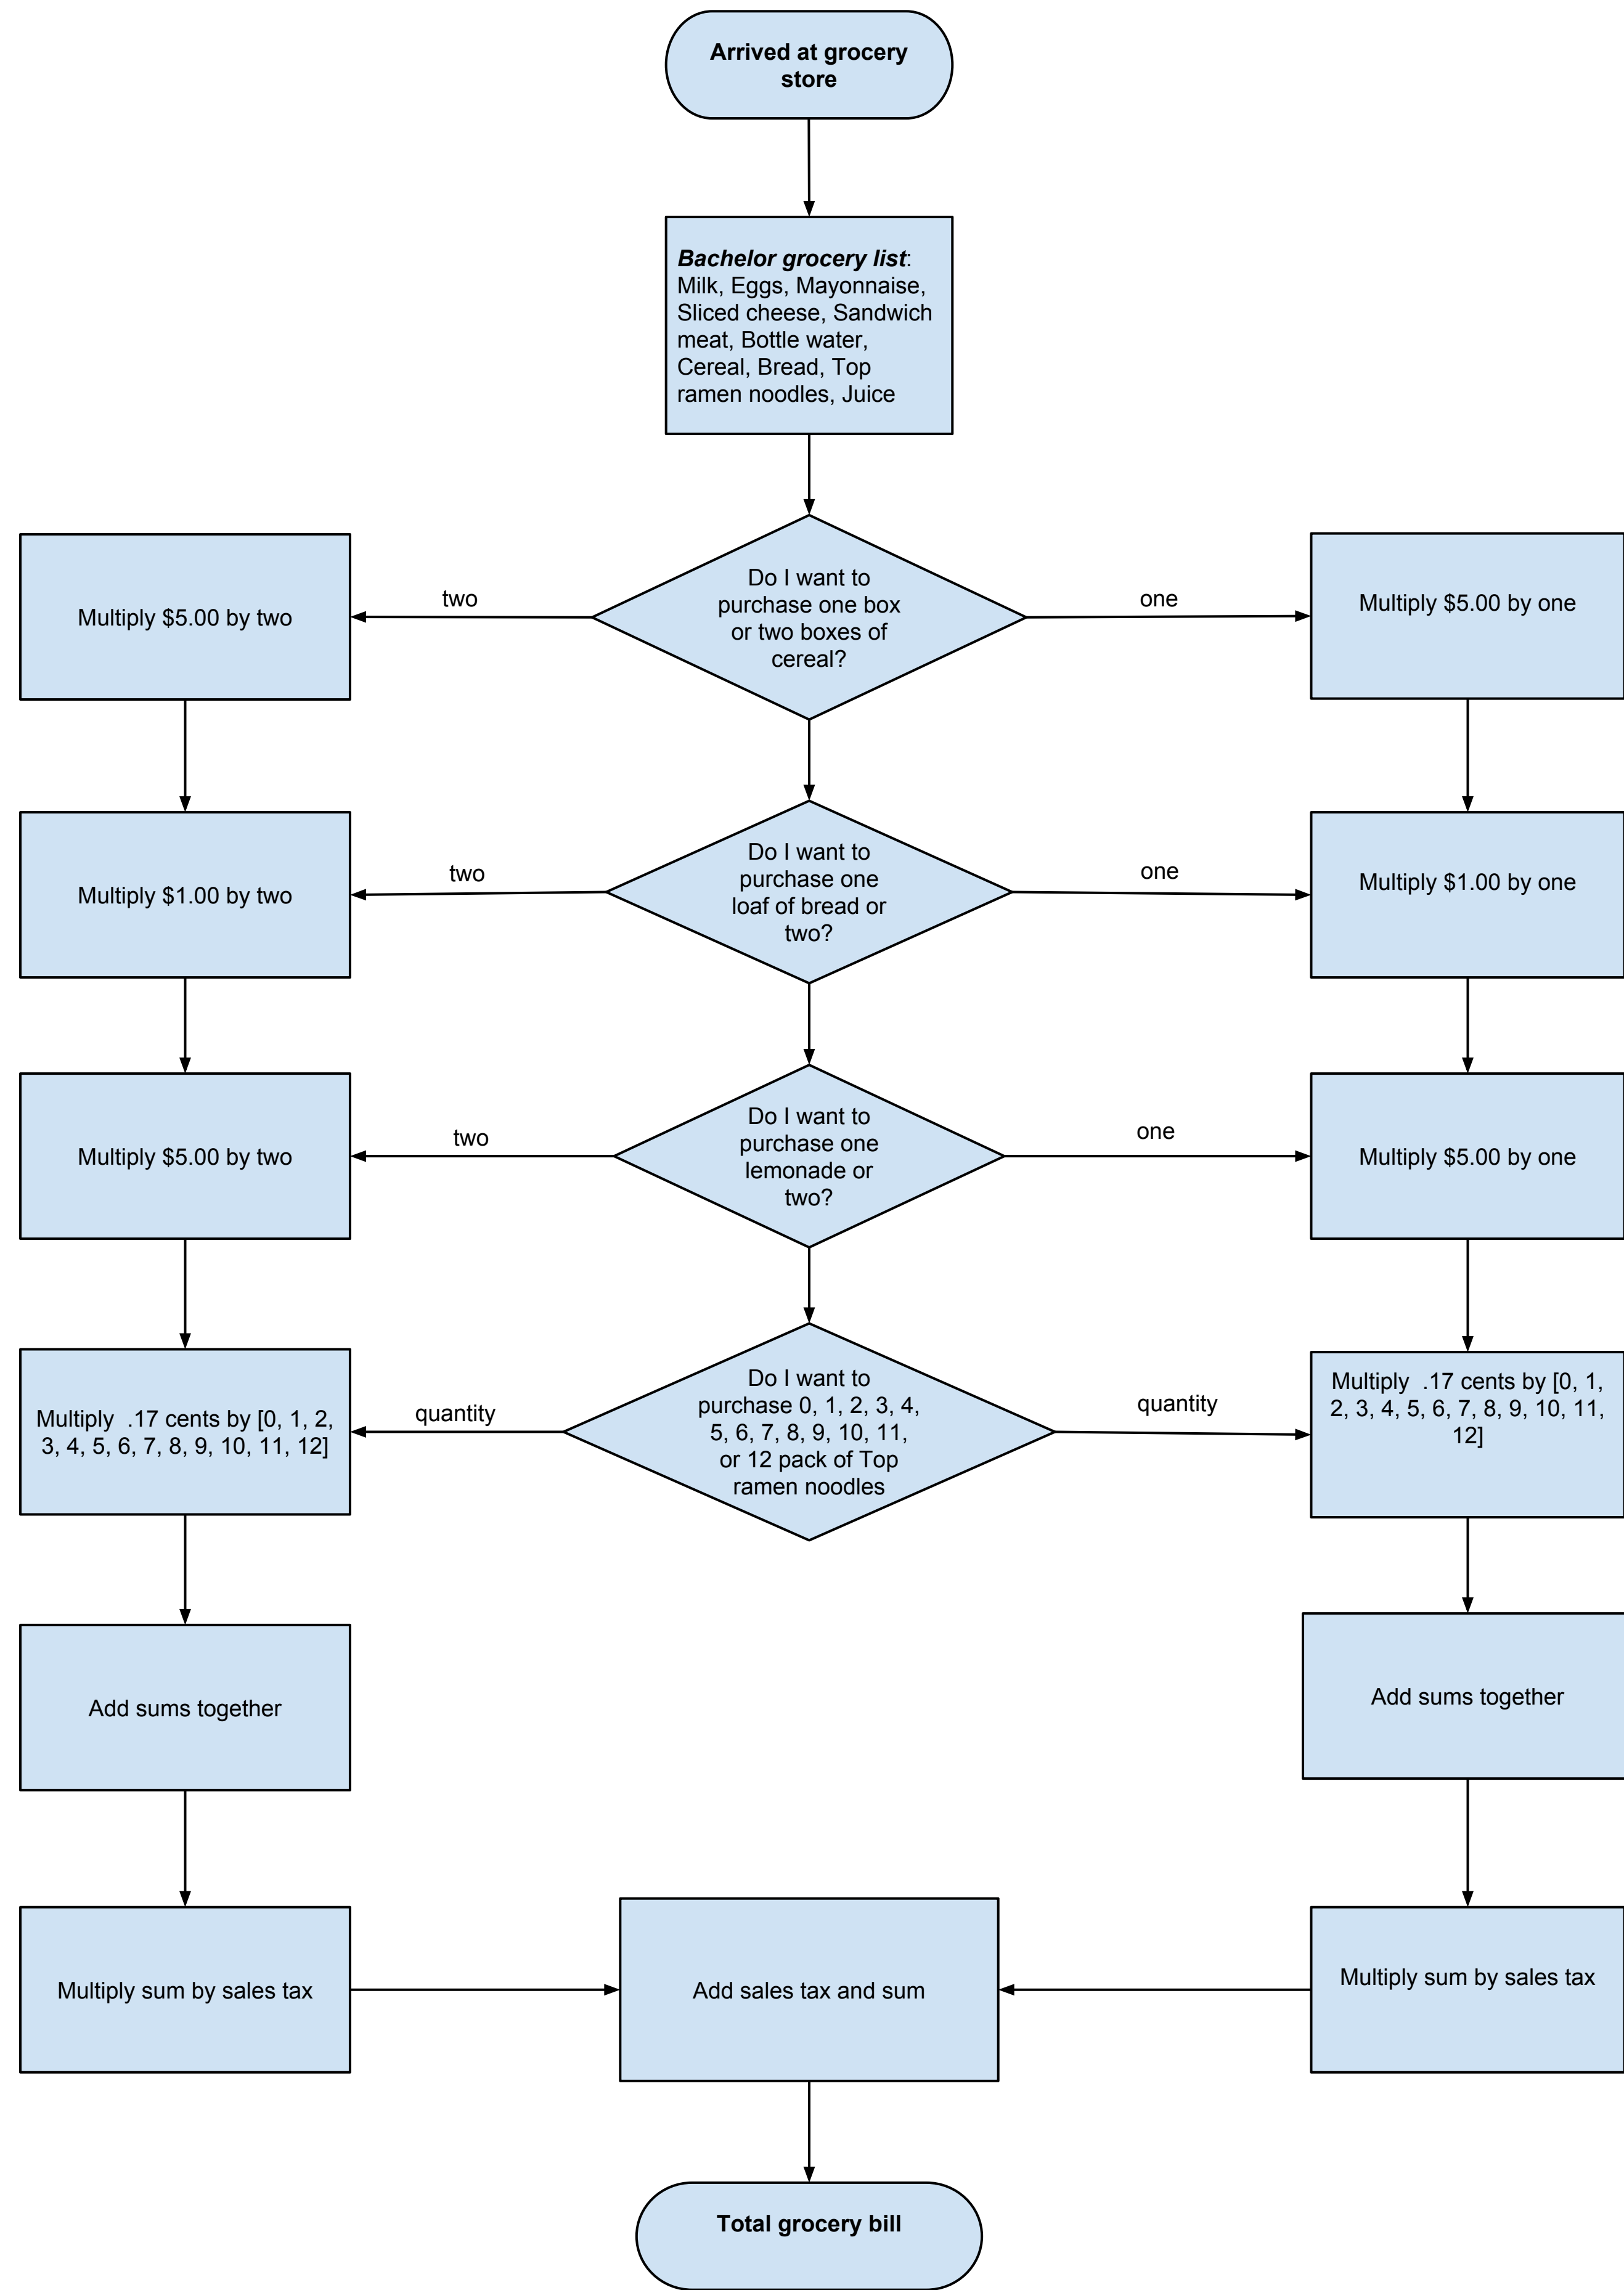 Arrived at grocery
store
Bachelor grocery list:
Milk, Eggs, Mayonnaise,
Sliced cheese, Sandwich
meat, Bottle water,
Cereal, Bread, Top
ramen noodles, Juice
Multiply $5.00 by two
two
Do I want to
purchase one box
or two boxes of
cereal?
one
Multiply $5.00 by one
Multiply $1.00 by two
two
Do I want to
purchase one
loaf of bread or
two?
one
Multiply $1.00 by one
Multiply $5.00 by two
two
Do I want to
purchase one
lemonade or
two?
one
Multiply $5.00 by one
Multiply .17 cents by [0, 1, 2,
3, 4, 5, 6, 7, 8, 9, 10, 11, 12]
quantity
Do I want to
purchase 0, 1, 2, 3, 4,
5, 6, 7, 8, 9, 10, 11,
or 12 pack of Top
ramen noodles
quantity
Multiply .17 cents by [0, 1,
2, 3, 4, 5, 6, 7, 8, 9, 10, 11,
12]
Add sums together
Add sums together
Multiply sum by sales tax
Add sales tax and sum
Multiply sum by sales tax
Total grocery bill